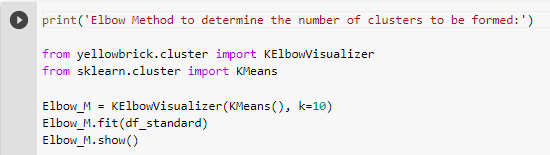 print('Elbow Method to determine the number of clusters to be formed:')
from yellowbrick.cluster import KElbowVisualizer
from sklearn.cluster import KMeans
Elbow_M = KElbowVisualizer(KMeans(), k=10)
Elbow_M.fit(df_standard)
Elbow_M.show()